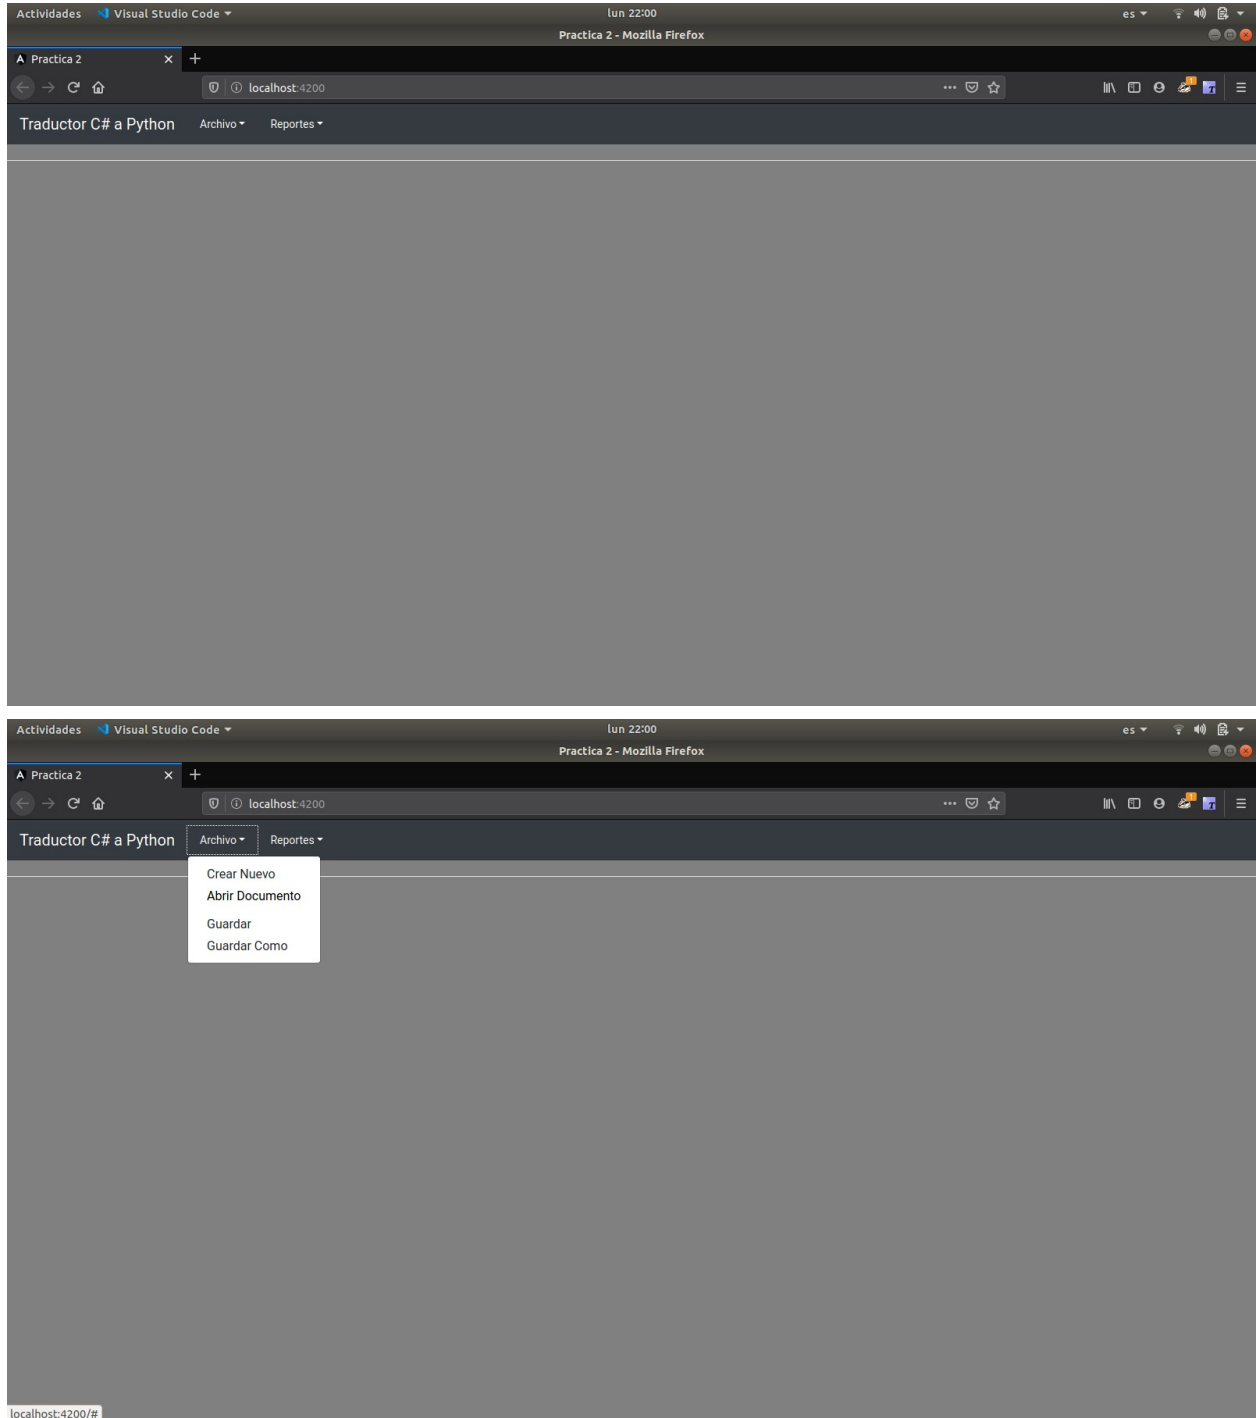 Actividades Visual Studio Code lun 22:00 es
Practica 2 - Mozilla Firefox
Practica 2
localhost:4200
Traductor C# a Python Archivo Reportes
Actividades Visual Studio Code lun 22:00 es
Practica 2 - Mozilla Firefox
Practica 2
localhost:4200
Traductor C# a Python Archivo Reportes
Crear Nuevo
Abrir Documento
Guardar
Guardar Como
localhost:4200/#